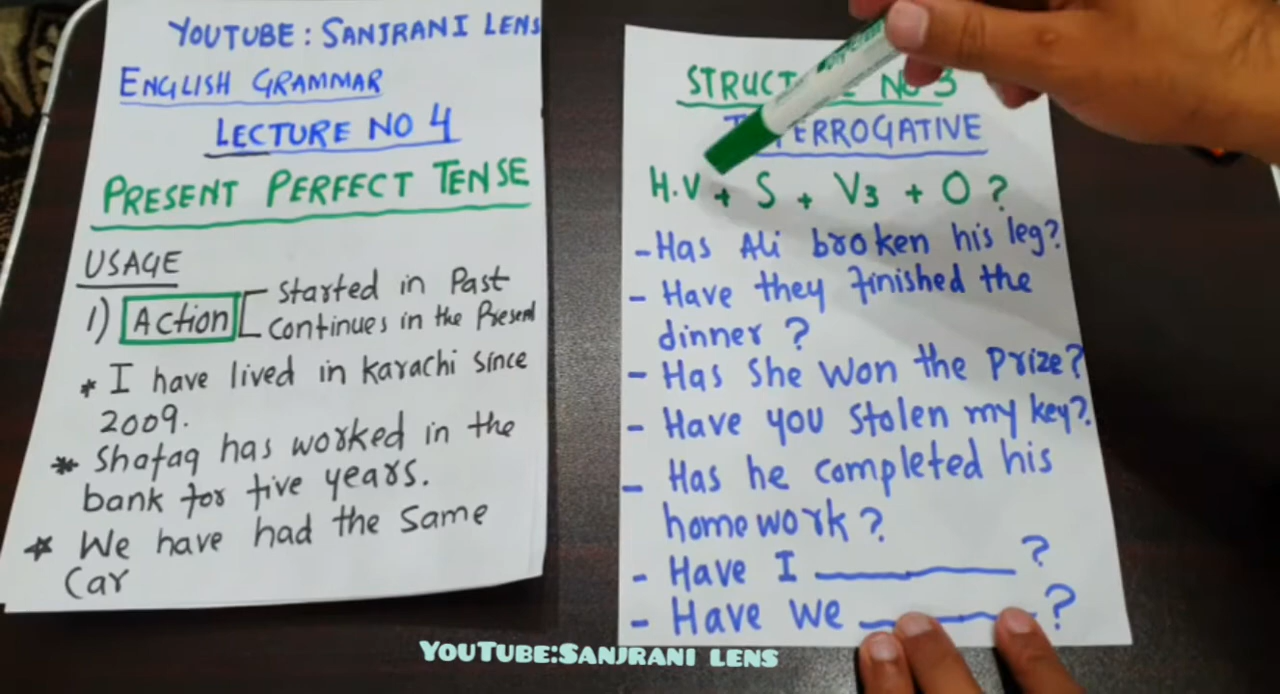 YOUTUBE: SANJRANI LENS
ENGLISH GRAMMAR
LECTURE NO 4
PRESENT PERFECT TENSE
USAGE
1) Action
started in Past
continues in the Present
* I have lived in Karachi since
2009.
* Shafaq has worked in the
bank for five years.
* We have had the Same
Car
NO 3
H.V + S + V3 + O ?
- Has Ali broken his leg?
- Have they finished the
dinner ?
- Has She Won the Prize?
- Have you stolen my key?
- Has he completed his
homework ?
- Have I ______ ?
- Have We ______ ?
YOUTUBE:SANJRANI LENS